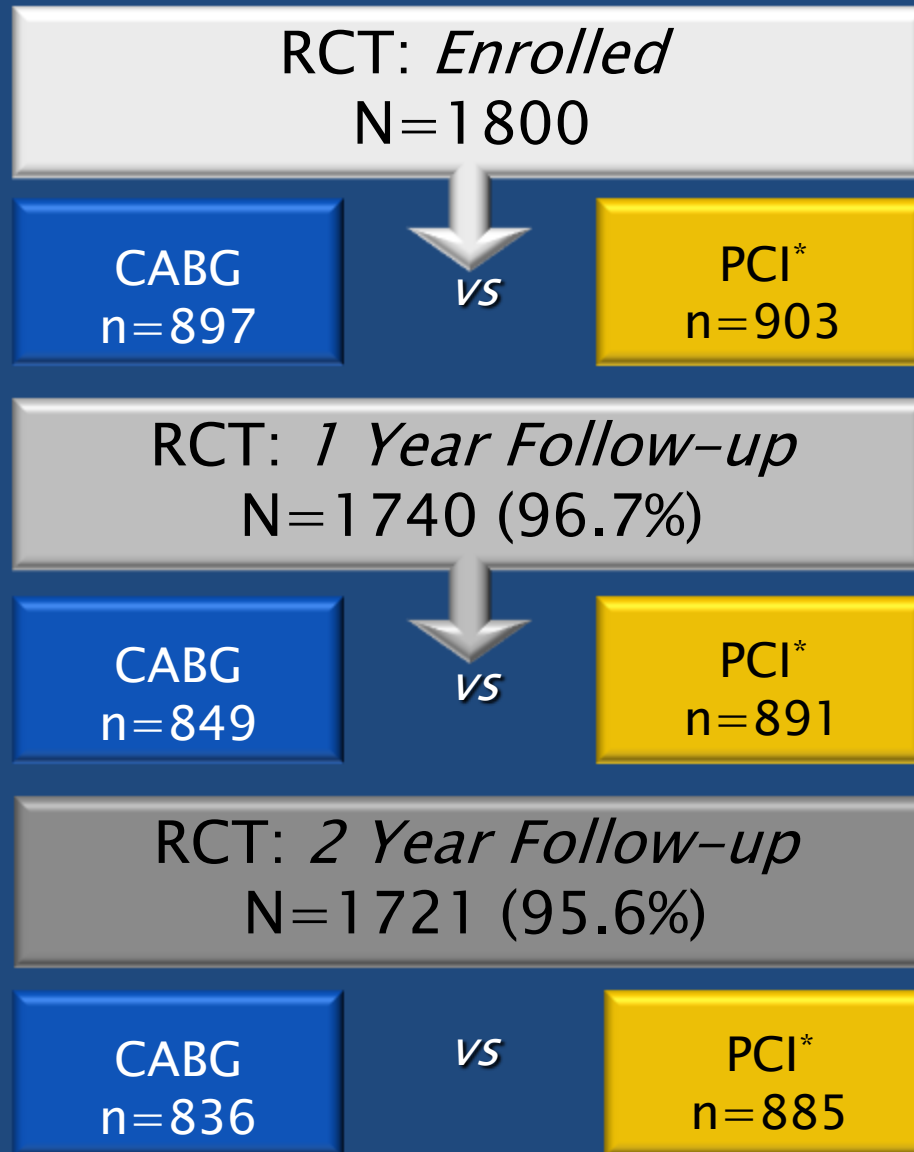 RCT: Enrolled
N=1800
CABG
n=897
vs
PCI*
n=903
RCT: 1 Year Follow-up
N=1740 (96.7%)
CABG
n=849
vs
PCI*
n=891
RCT: 2 Year Follow-up
N=1721 (95.6%)
CABG
n=836
vs
PCI*
n=885